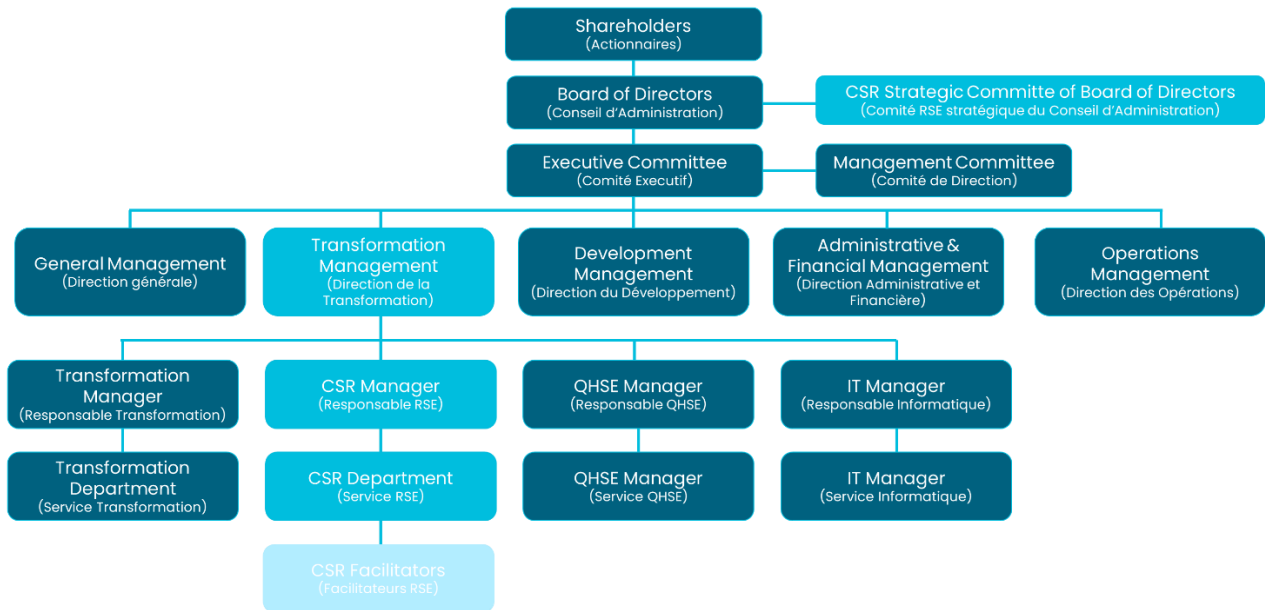 Shareholders
(Actionnaires)
Board of Directors
(Conseil d'Administration)
CSR Strategic Committe of Board of Directors
(Comité RSE stratégique du Conseil d'Administration)
Executive Committee
(Comité Executif)
Management Committee
(Comité de Direction)
General Management
(Direction générale)
Transformation
Management
(Direction de la
Transformation)
Development
Management
(Direction du Développement)
Administrative &
Financial Management
(Direction Administrative et
Financière)
Operations
Management
(Direction des Opérations)
Transformation
Manager
(Responsable Transformation)
CSR Manager
(Responsable RSE)
QHSE Manager
(Responsable QHSE)
IT Manager
(Responsable Informatique)
Transformation
Department
(Service Transformation)
CSR Department
(Service RSE)
QHSE Manager
(Service QHSE)
IT Manager
(Service Informatique)
CSR Facilitators
(Facilitateurs RSE)